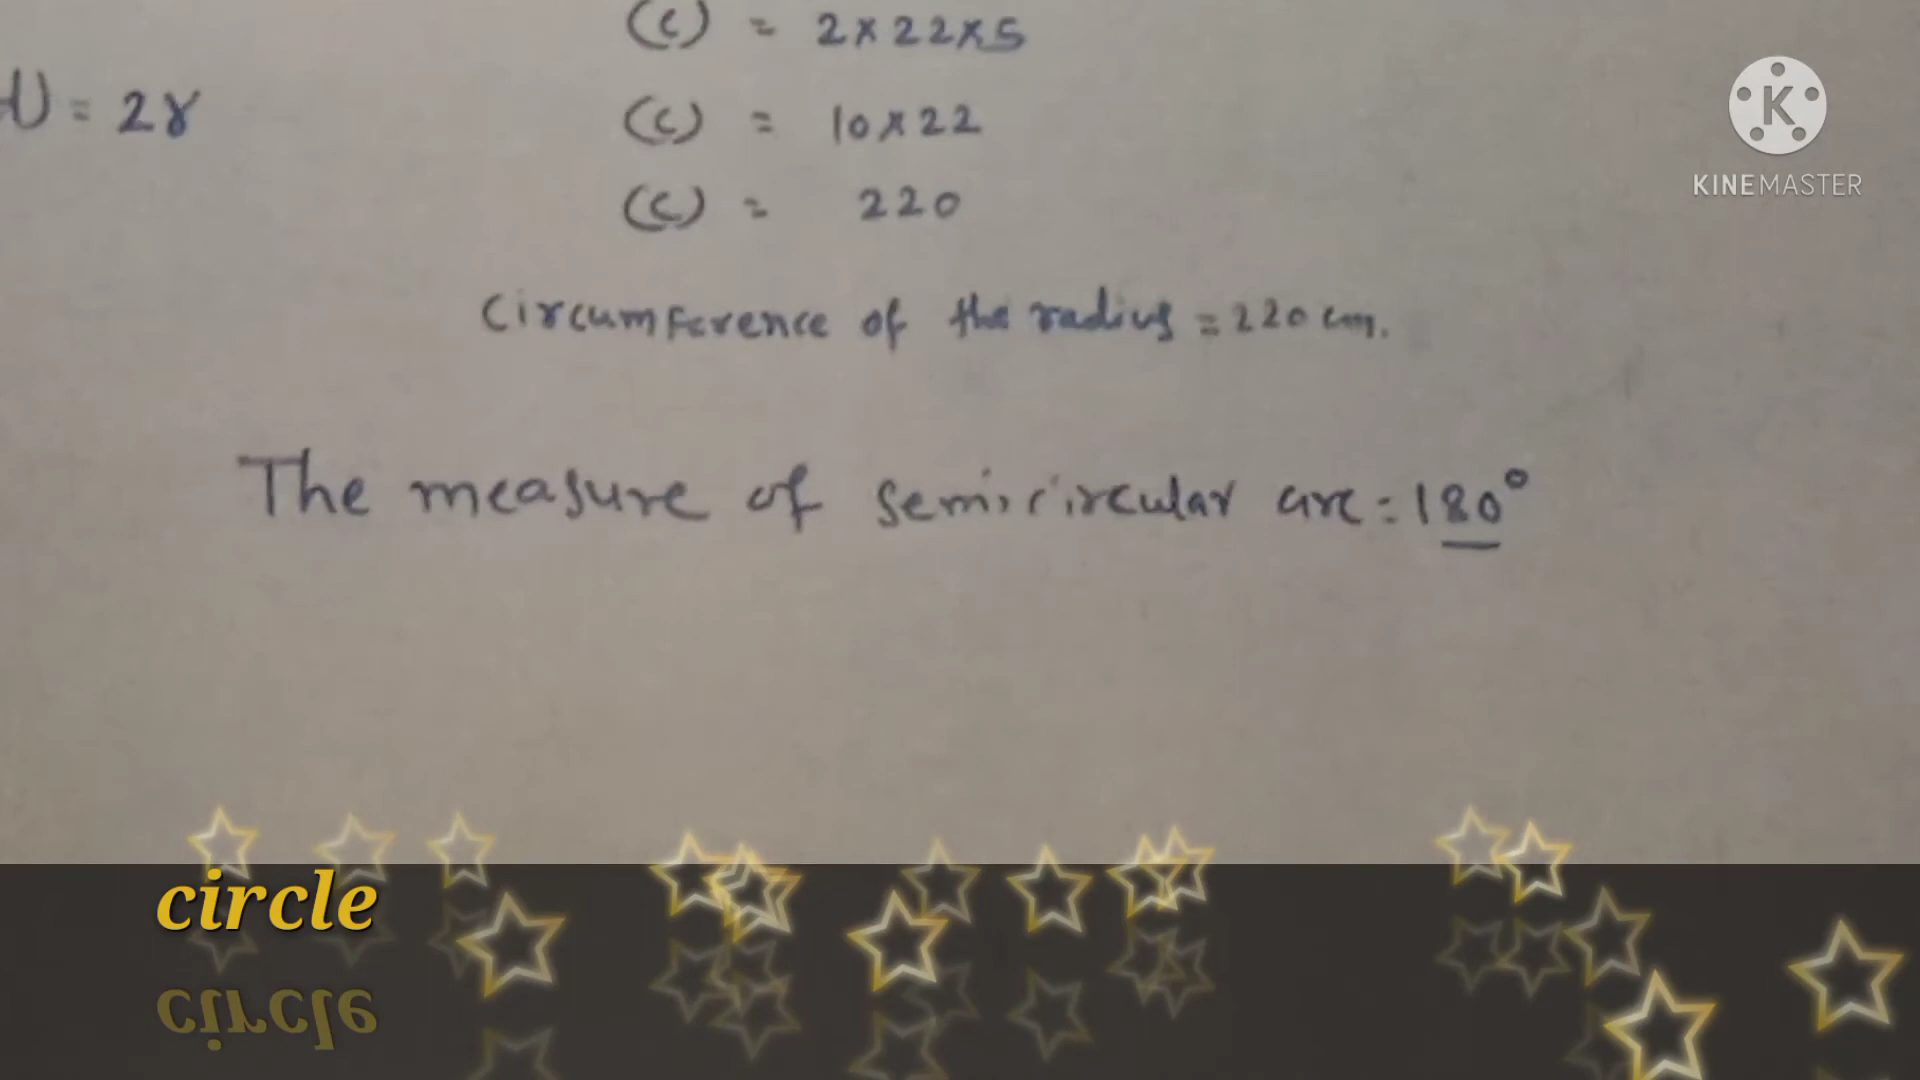 (C) = 2×22×5
= 2r
(C) = 10×22
(C) = 220
Circumference of the radius = 220 cm.
The measure of semicircular arc = 180°
circle
KINEMASTER